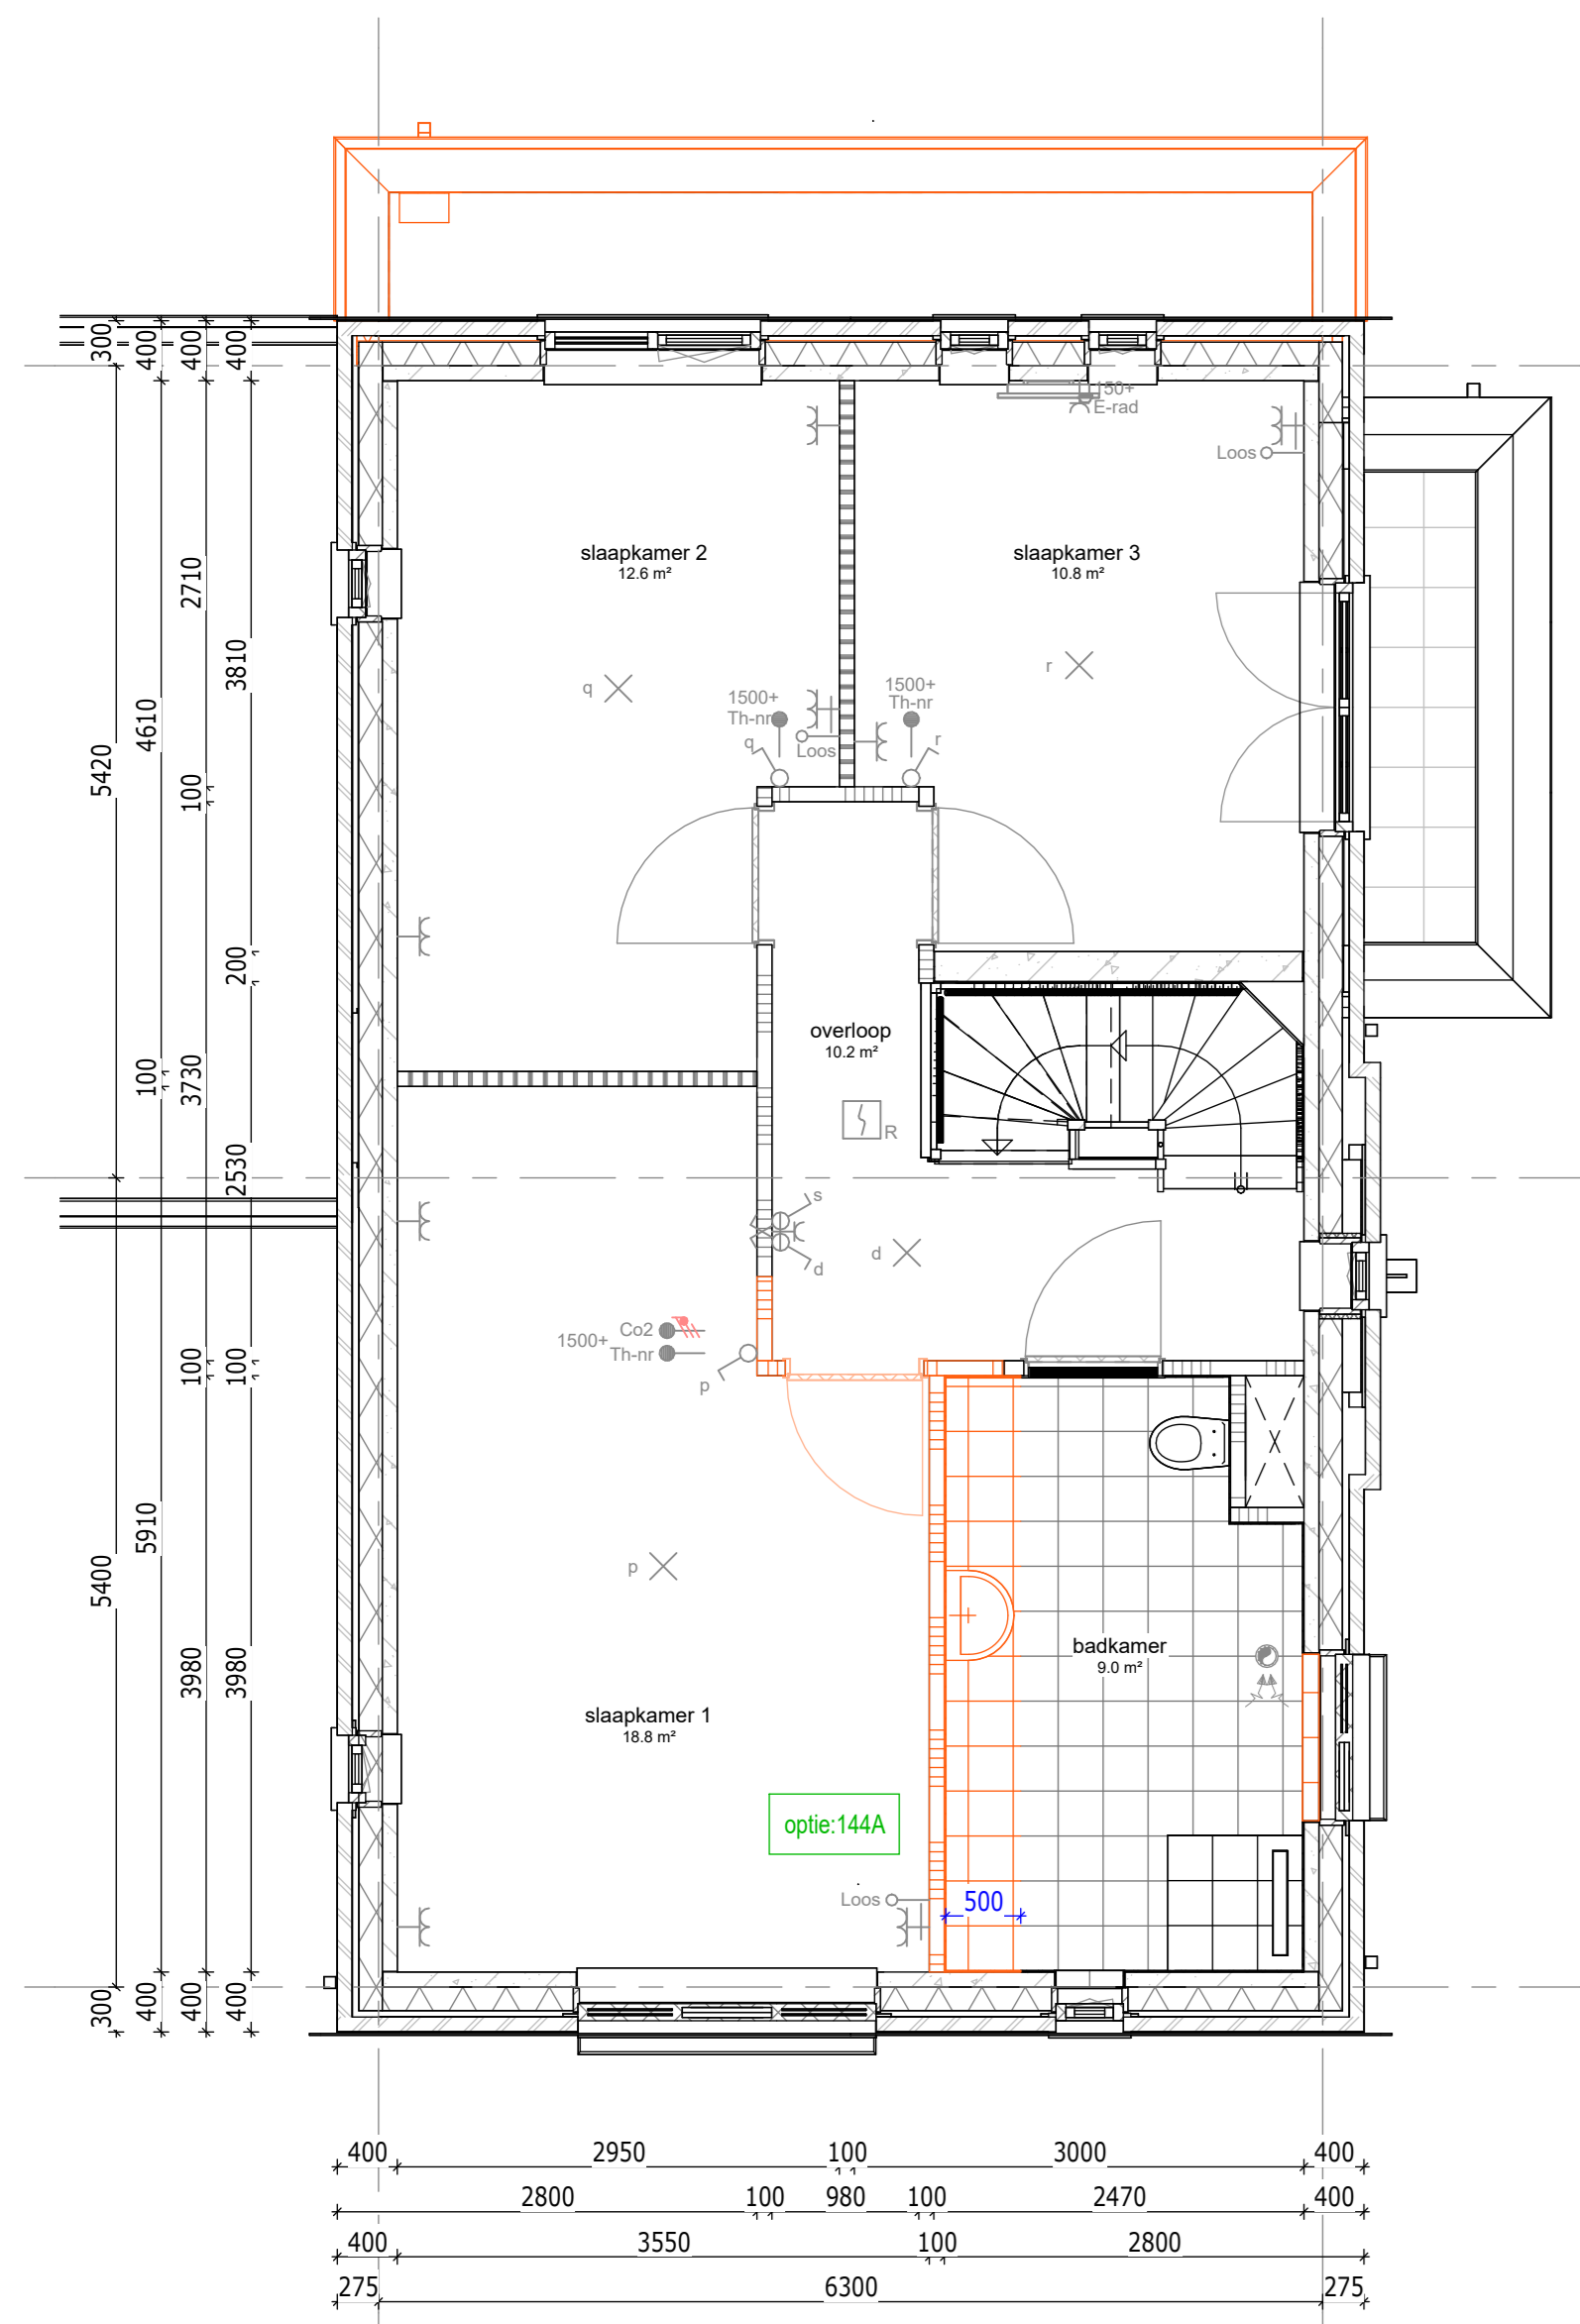 150+
E-rad
Loos
slaapkamer 2
12.6 m²
slaapkamer 3
10.8 m²
q
r
1500+
Th-nr
1500+
Th-nr
q
Loos
r
overloop
10.2 m²
R
s
d
d
Co2
1500+
Th-nr
p
p
badkamer
9.0 m²
slaapkamer 1
18.8 m²
optie:144A
Loos
500
300
5420
5400
300
400
4610
100
5910
400
400
2710
100
3730
100
3980
400
400
3810
200
2530
100
3980
400
400
2950
100
3000
400
2800
100
980
100
2470
400
400
3550
100
2800
275
6300
275